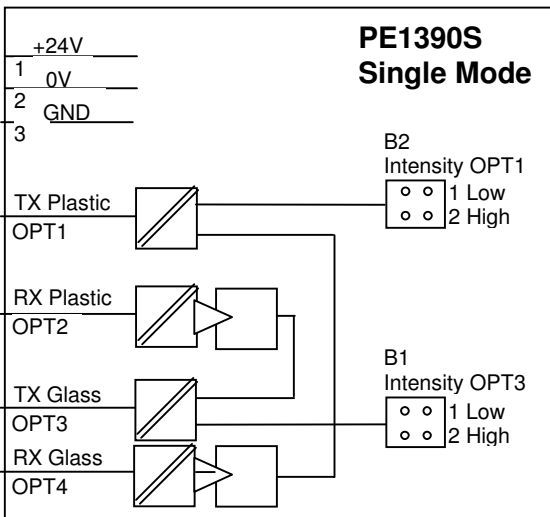 PE1390S
Single Mode
+24V
1
0V
2
GND
3
B2
Intensity OPT1
1 Low
2 High
TX Plastic
OPT1
RX Plastic
OPT2
B1
Intensity OPT3
1 Low
2 High
TX Glass
OPT3
RX Glass
OPT4